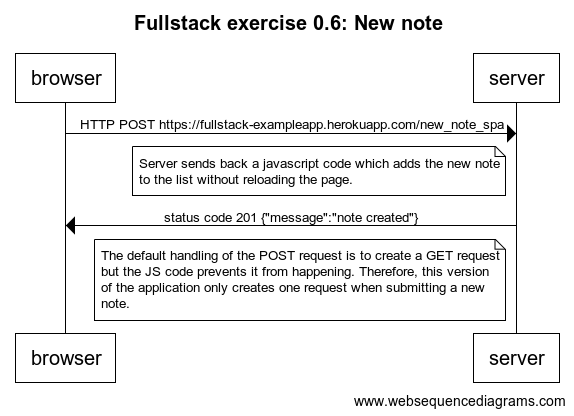 Fullstack exercise 0.6: New note
browser
server
HTTP POST https://fullstack-exampleapp.herokuapp.com/new_note_spa
Server sends back a javascript code which adds the new note
to the list without reloading the page.
status code 201 {"message":"note created"}
The default handling of the POST request is to create a GET request
but the JS code prevents it from happening. Therefore, this version
of the application only creates one request when submitting a new
note.
browser
server
www.websequencediagrams.com